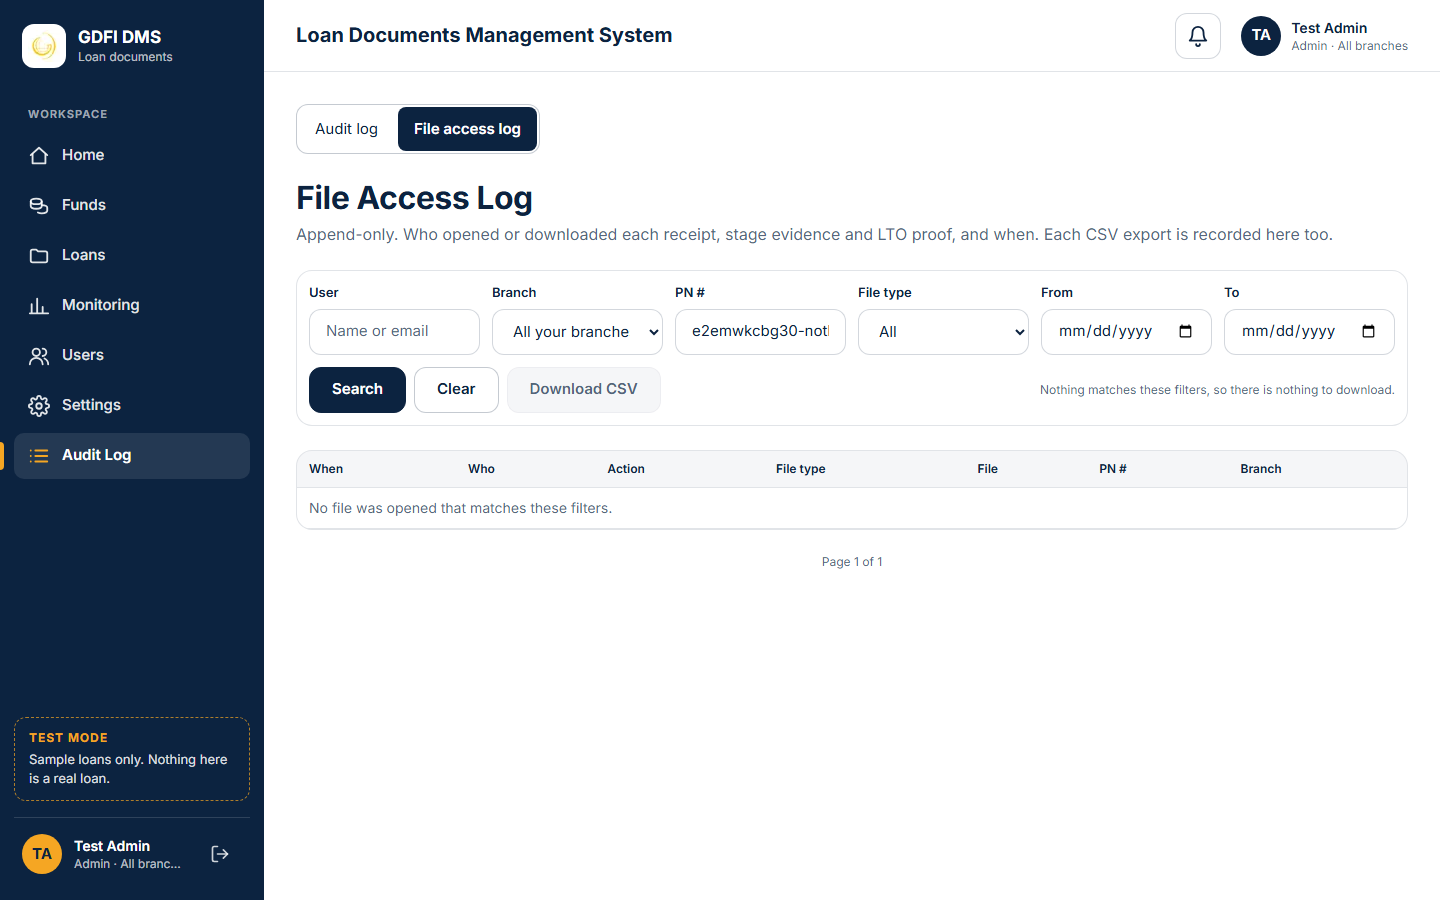 GDFI DMS
Loan documents
WORKSPACE
Home
Funds
Loans
Monitoring
Users
Settings
Audit Log
TEST MODE
Sample loans only. Nothing here
is a real loan.
TA
Test Admin
Admin · All branc...
Loan Documents Management System
TA
Test Admin
Admin · All branches
Audit log
File access log
File Access Log
Append-only. Who opened or downloaded each receipt, stage evidence and LTO proof, and when. Each CSV export is recorded here too.
User
Branch
PN #
File type
From
To
Name or email
All your branche
e2emwkcbg30-not
All
mm/dd/yyyy
mm/dd/yyyy
Search
Clear
Download CSV
Nothing matches these filters, so there is nothing to download.
When
Who
Action
File type
File
PN #
Branch
No file was opened that matches these filters.
Page 1 of 1